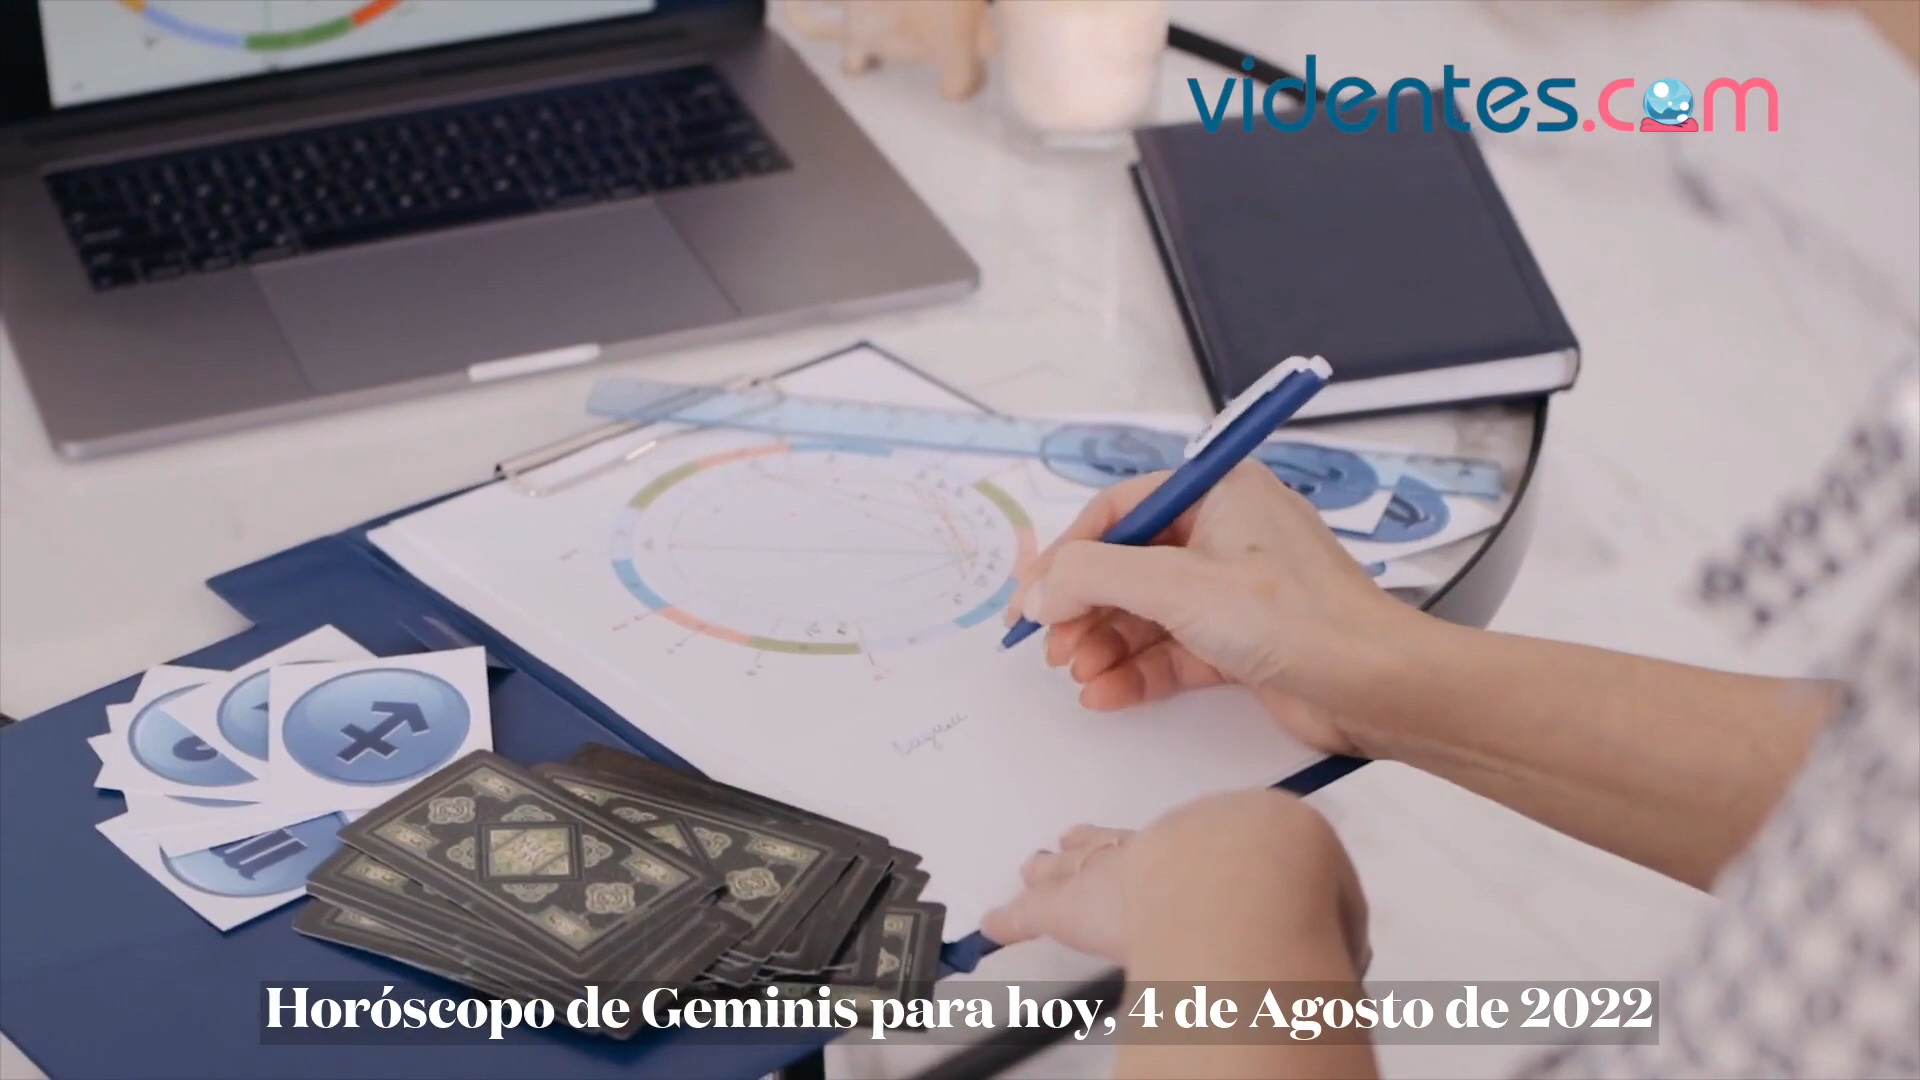 videntes.com
Horóscopo de Geminis para hoy, 4 de Agosto de 2022